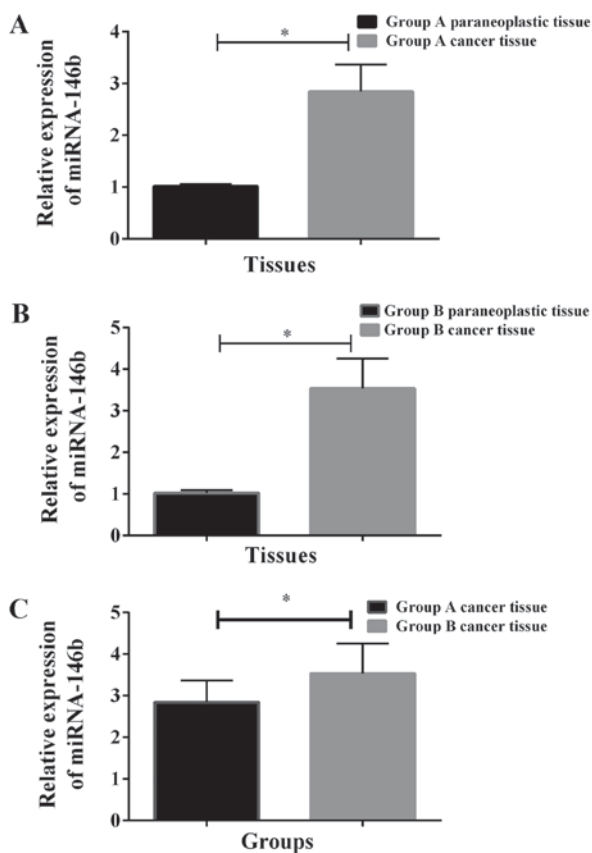 A
Group A paraneoplastic tissue
Group A cancer tissue
*
Relative expression
of miRNA-146b
4
3
2
1
0
Tissues
B
Group B paraneoplastic tissue
Group B cancer tissue
*
Relative expression
of miRNA-146b
5
4
3
2
1
0
Tissues
C
Group A cancer tissue
Group B cancer tissue
*
Relative expression
of miRNA-146b
5
4
3
2
1
0
Groups